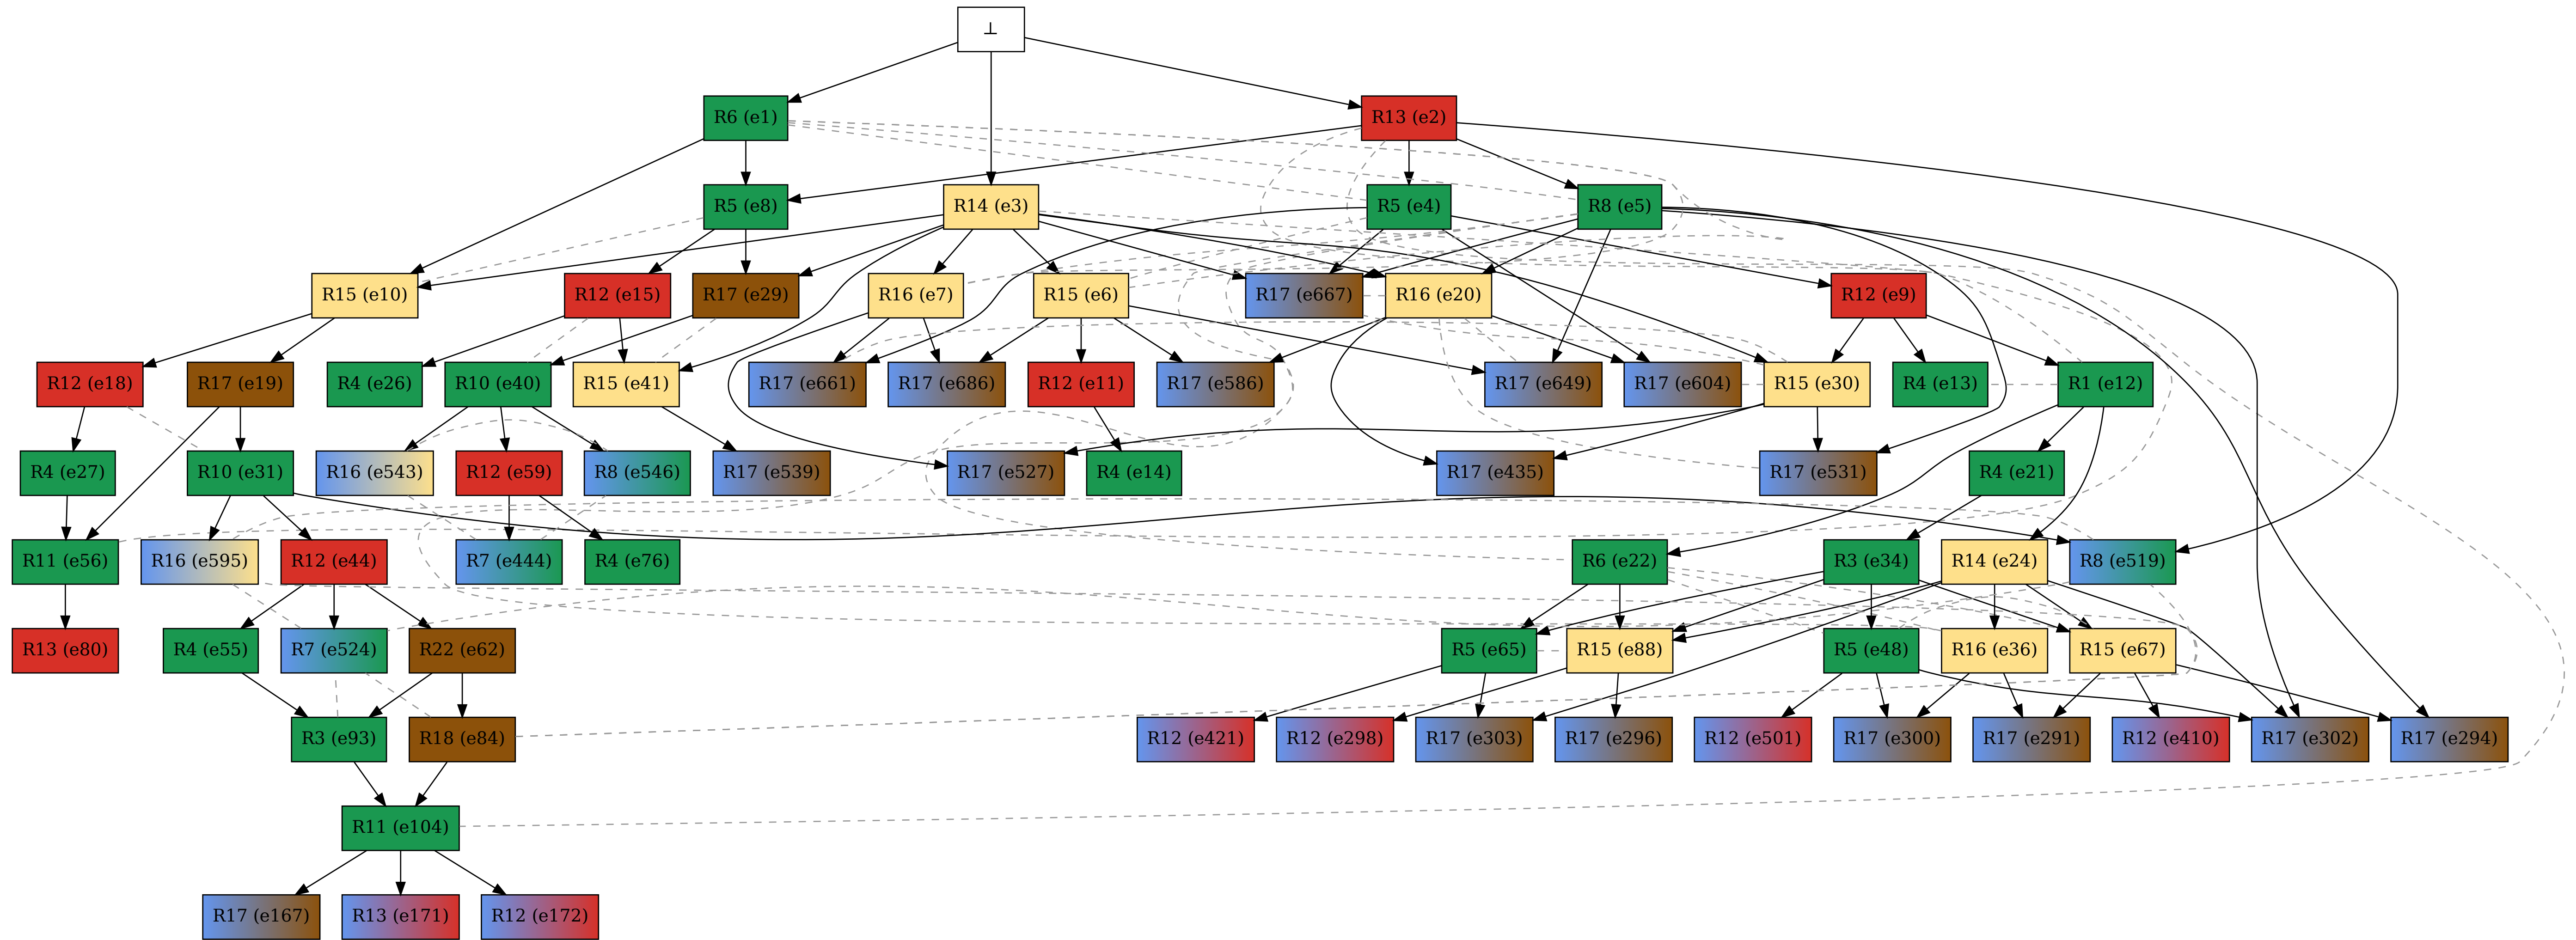 ⊥
R6 (e1)
R13 (e2)
R5 (e8)
R14 (e3)
R5 (e4)
R8 (e5)
R15 (e10)
R12 (e15)
R17 (e29)
R16 (e7)
R15 (e6)
R17 (e667)
R16 (e20)
R12 (e9)
R12 (e18)
R17 (e19)
R4 (e26)
R10 (e40)
R15 (e41)
R17 (e661)
R17 (e686)
R12 (e11)
R17 (e586)
R17 (e649)
R17 (e604)
R15 (e30)
R4 (e13)
R1 (e12)
R4 (e27)
R10 (e31)
R16 (e543)
R12 (e59)
R8 (e546)
R17 (e539)
R17 (e527)
R4 (e14)
R17 (e435)
R17 (e531)
R4 (e21)
R11 (e56)
R16 (e595)
R12 (e44)
R7 (e444)
R4 (e76)
R6 (e22)
R3 (e34)
R14 (e24)
R8 (e519)
R13 (e80)
R4 (e55)
R7 (e524)
R22 (e62)
R5 (e65)
R15 (e88)
R5 (e48)
R16 (e36)
R15 (e67)
R3 (e93)
R18 (e84)
R12 (e421)
R12 (e298)
R17 (e303)
R17 (e296)
R12 (e501)
R17 (e300)
R17 (e291)
R12 (e410)
R17 (e302)
R17 (e294)
R11 (e104)
R17 (e167)
R13 (e171)
R12 (e172)